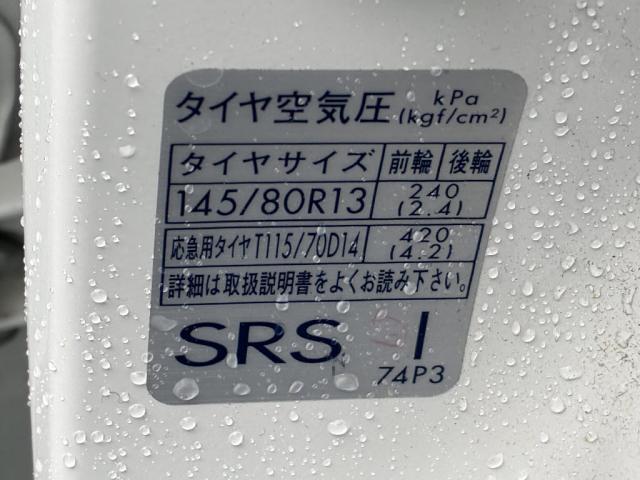 タイヤ空気圧 kPa (kgf/cm²)
タイヤサイズ 前輪 後輪
145/80R13 240 (2.4)
応急用タイヤT115/70D14 420 (4.2)
詳細は取扱説明書をよくお読み下さい。
SRS I
N
74P3